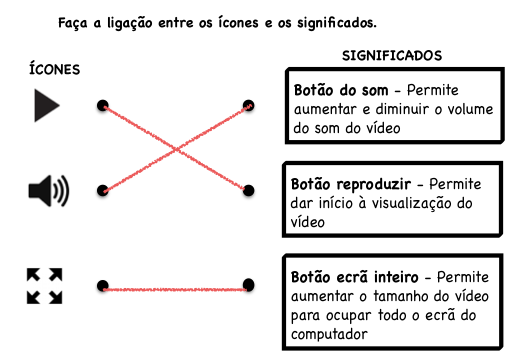 Faça a ligação entre os ícones e os significados.
SIGNIFICADOS
ÍCONES
Botão do som - Permite
aumentar e diminuir o volume
do som do vídeo
Botão reproduzir - Permite
dar início à visualização do
vídeo
Botão ecrã inteiro - Permite
aumentar o tamanho do vídeo
para ocupar todo o ecrã do
computador